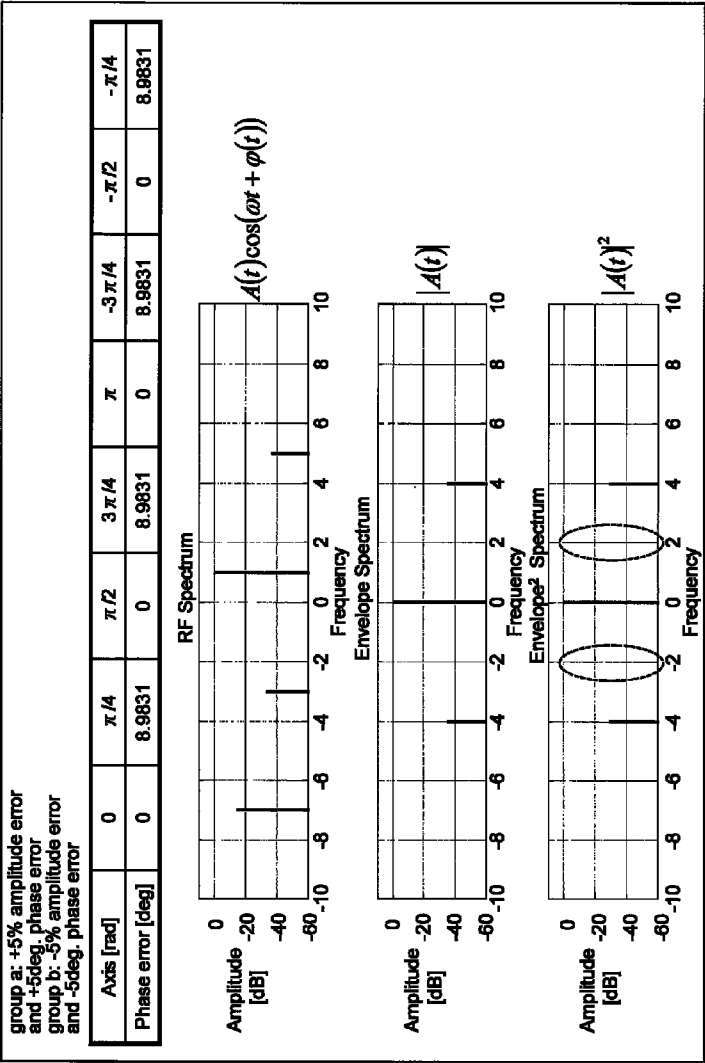 group a: +5% amplitude error
and +5deg. phase error
group b: -5% amplitude error
and -5deg. phase error
Axis [rad] 0 π/4 π/2 3π/4 π -3π/4 -π/2 -π/4
Phase error [deg] 0 8.9831 0 8.9831 0 8.9831 0 8.9831
RF Spectrum
Amplitude
[dB]
0
-20
-40
-60
-10 -8 -6 -4 -2 0 2 4 6 8 10
Frequency
A(t)cos(ωt + φ(t))
Envelope Spectrum
Amplitude
[dB]
0
-20
-40
-60
-10 -8 -6 -4 -2 0 2 4 6 8 10
Frequency
|A(t)|
Envelope² Spectrum
Amplitude
[dB]
0
-20
-40
-60
-10 -8 -6 -4 -2 0 2 4 6 8 10
Frequency
|A(t)|²